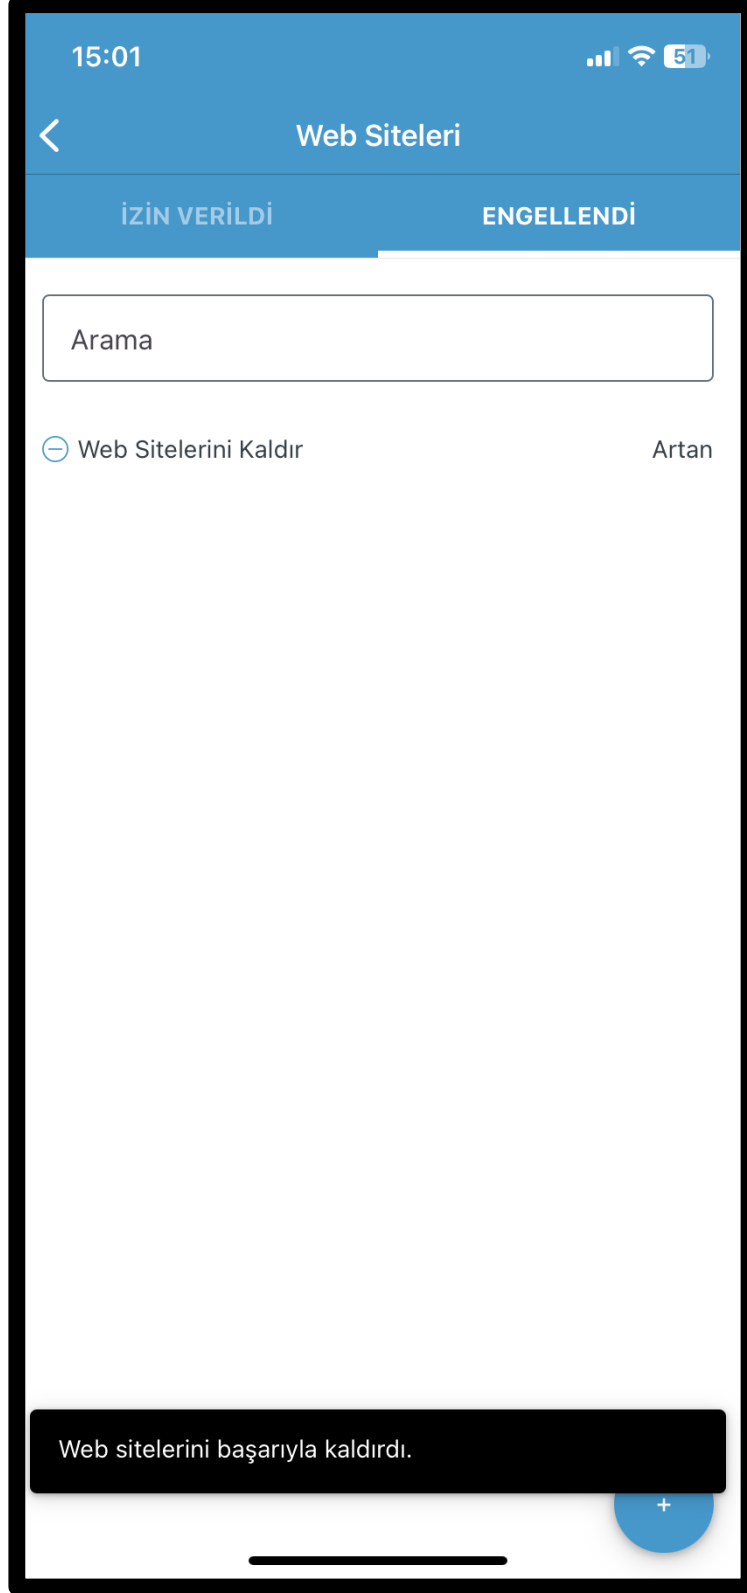 15:01
51
Web Siteleri
İZİN VERİLDİ
ENGELLENDİ
Arama
Web Sitelerini Kaldır
Artan
Web sitelerini başarıyla kaldırdı.
+